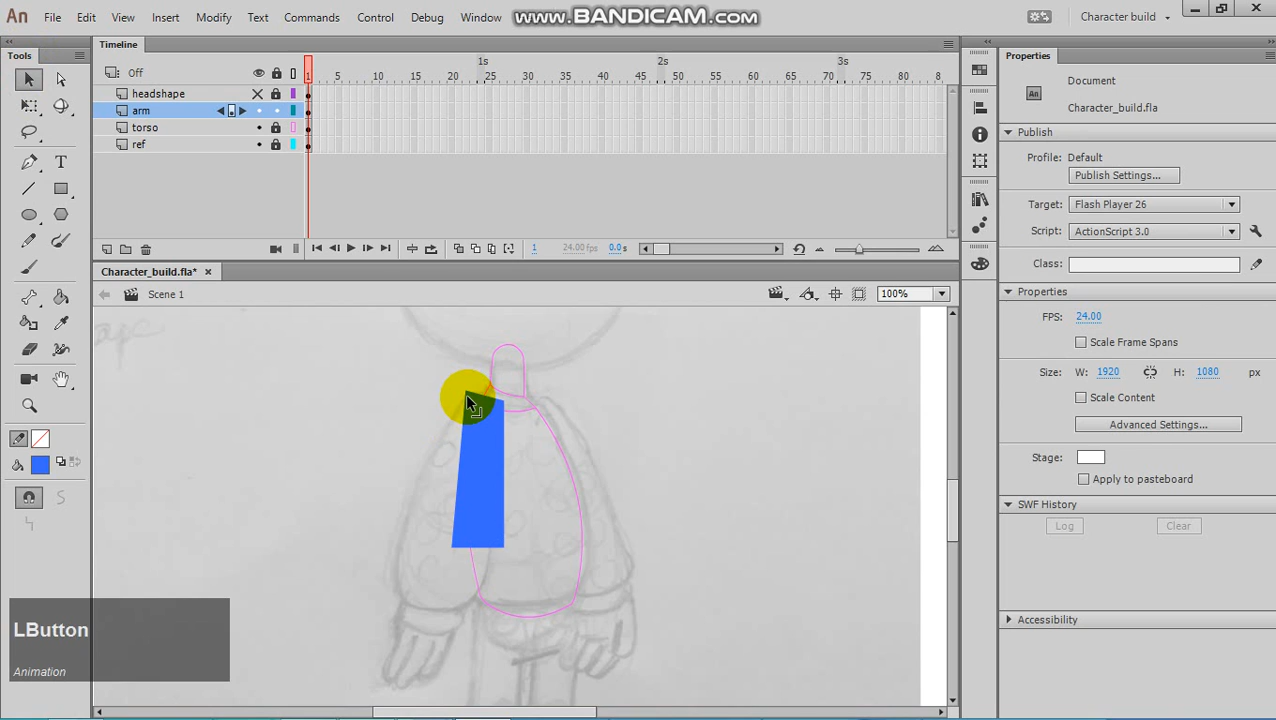 An File Edit View Insert Modify Text Commands Control Debug Window www.BANDICAM.com Character build
Tools
Timeline
Properties
Off
1s 2s 3s
1 5 10 15 20 25 30 35 40 45 50 55 60 65 70 75 80 8
headshape
arm
torso
ref
1 24.00 fps 0.0 s
Character_build.fla*
Scene 1
100%
T
LButton
Animation
Document
An
Character_build.fla
Publish
Profile: Default
Publish Settings...
Target: Flash Player 26
Script: ActionScript 3.0
Class:
Properties
FPS: 24.00
Scale Frame Spans
Size: W: 1920 H: 1080 px
Scale Content
Advanced Settings...
Stage:
Apply to pasteboard
SWF History
Log Clear
Accessibility